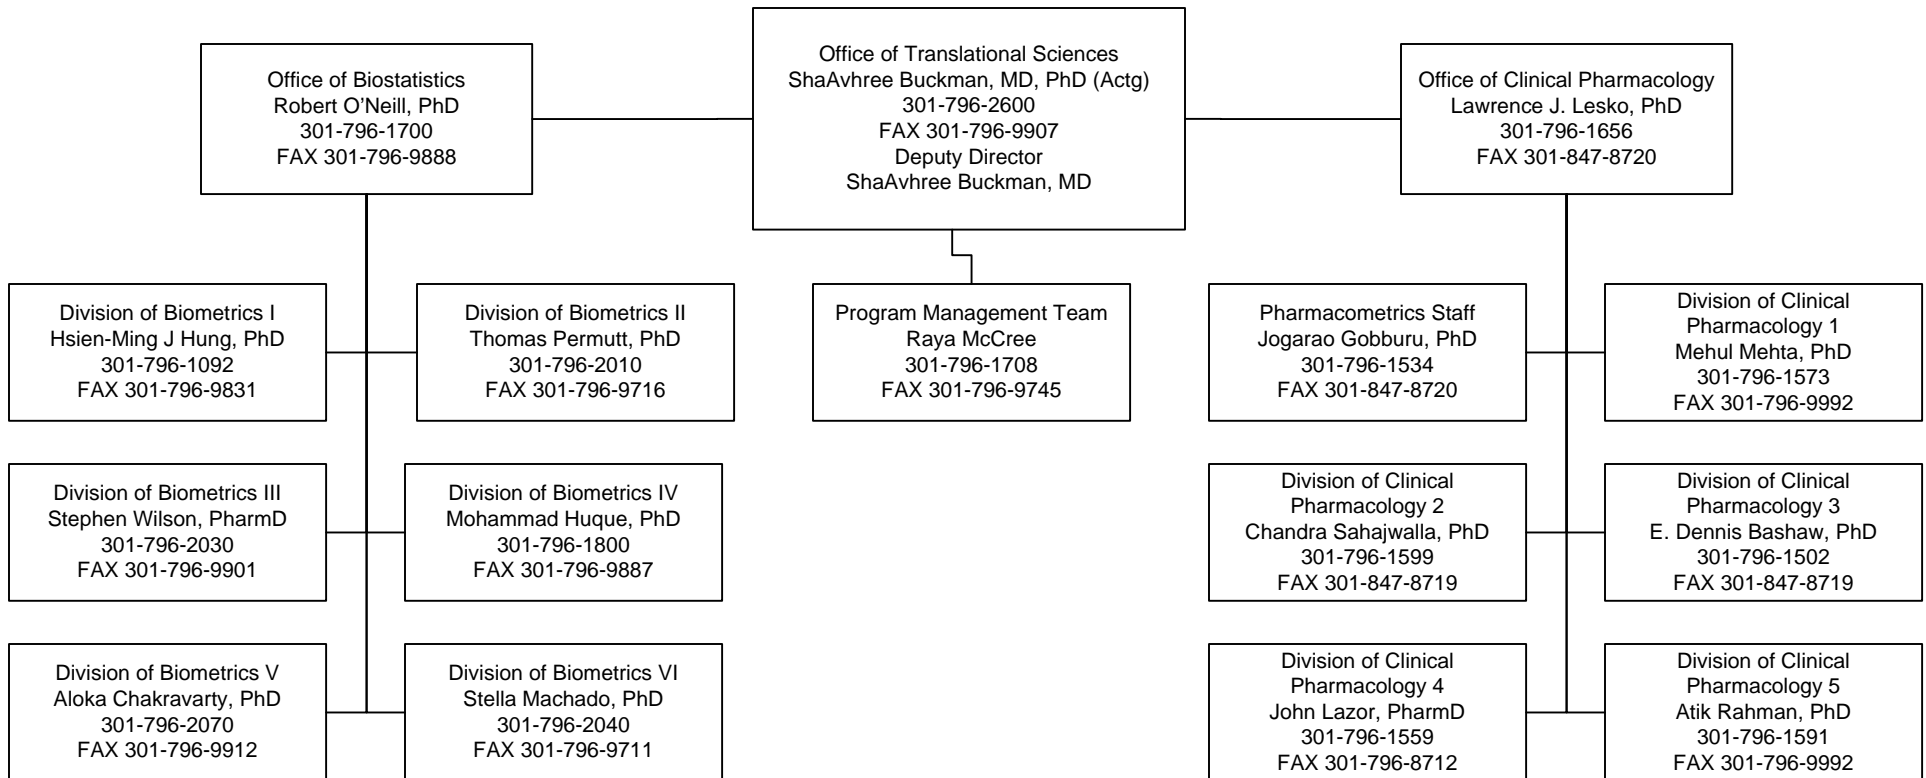 Office of Translational Sciences
ShaAvhree Buckman, MD, PhD (Actg)
301-796-2600
FAX 301-796-9907
Deputy Director
ShaAvhree Buckman, MD
Office of Biostatistics
Robert O'Neill, PhD
301-796-1700
FAX 301-796-9888
Office of Clinical Pharmacology
Lawrence J. Lesko, PhD
301-796-1656
FAX 301-847-8720
Division of Biometrics I
Hsien-Ming J Hung, PhD
301-796-1092
FAX 301-796-9831
Division of Biometrics II
Thomas Permutt, PhD
301-796-2010
FAX 301-796-9716
Program Management Team
Raya McCree
301-796-1708
FAX 301-796-9745
Pharmacometrics Staff
Jogarao Gobburu, PhD
301-796-1534
FAX 301-847-8720
Division of Clinical
Pharmacology 1
Mehul Mehta, PhD
301-796-1573
FAX 301-796-9992
Division of Biometrics III
Stephen Wilson, PharmD
301-796-2030
FAX 301-796-9901
Division of Biometrics IV
Mohammad Huque, PhD
301-796-1800
FAX 301-796-9887
Division of Clinical
Pharmacology 2
Chandra Sahajwalla, PhD
301-796-1599
FAX 301-847-8719
Division of Clinical
Pharmacology 3
E. Dennis Bashaw, PhD
301-796-1502
FAX 301-847-8719
Division of Biometrics V
Aloka Chakravarty, PhD
301-796-2070
FAX 301-796-9912
Division of Biometrics VI
Stella Machado, PhD
301-796-2040
FAX 301-796-9711
Division of Clinical
Pharmacology 4
John Lazor, PharmD
301-796-1559
FAX 301-796-8712
Division of Clinical
Pharmacology 5
Atik Rahman, PhD
301-796-1591
FAX 301-796-9992